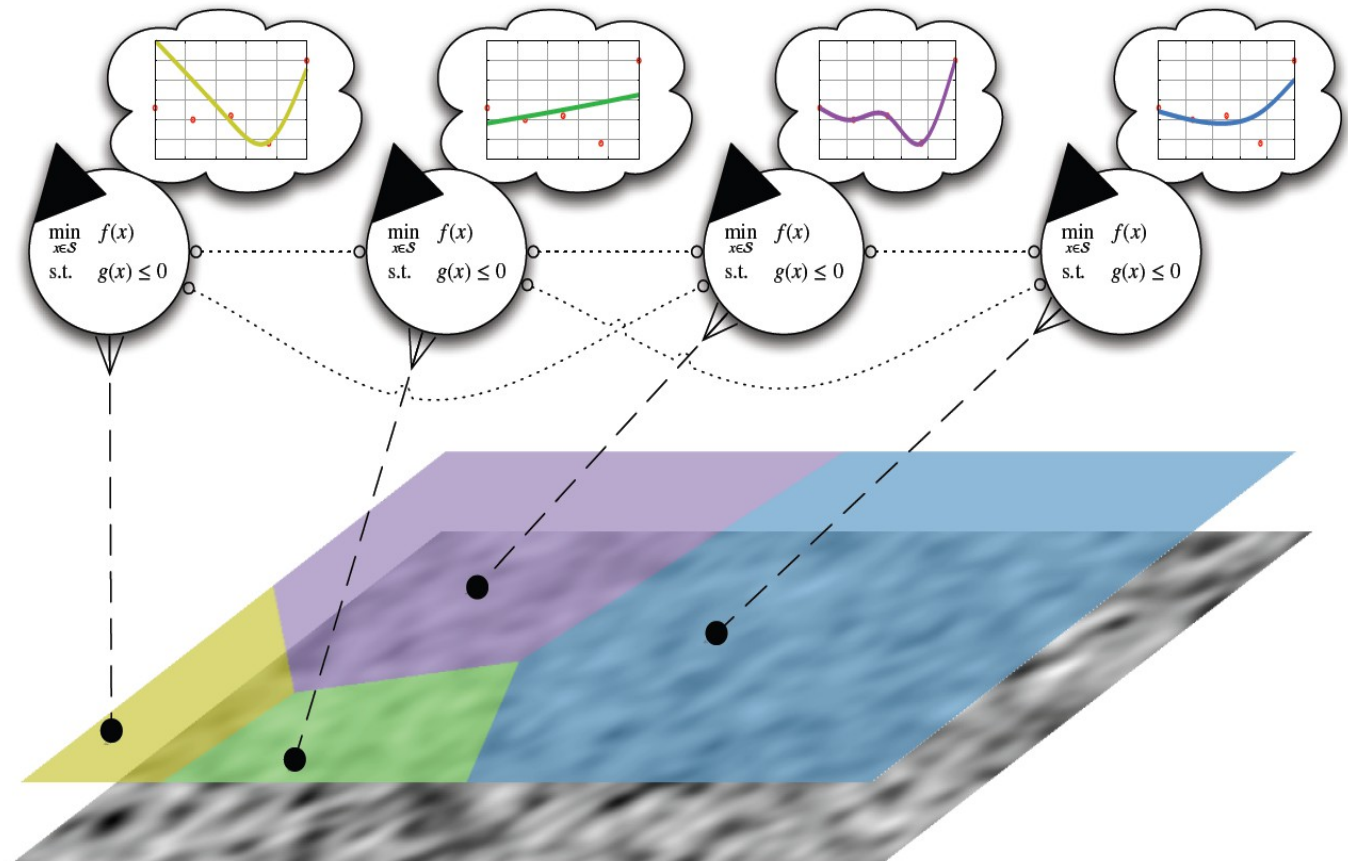 min f(x)
x∈S
s.t. g(x) ≤ 0
min f(x)
x∈S
s.t. g(x) ≤ 0
min f(x)
x∈S
s.t. g(x) ≤ 0
min f(x)
x∈S
s.t. g(x) ≤ 0